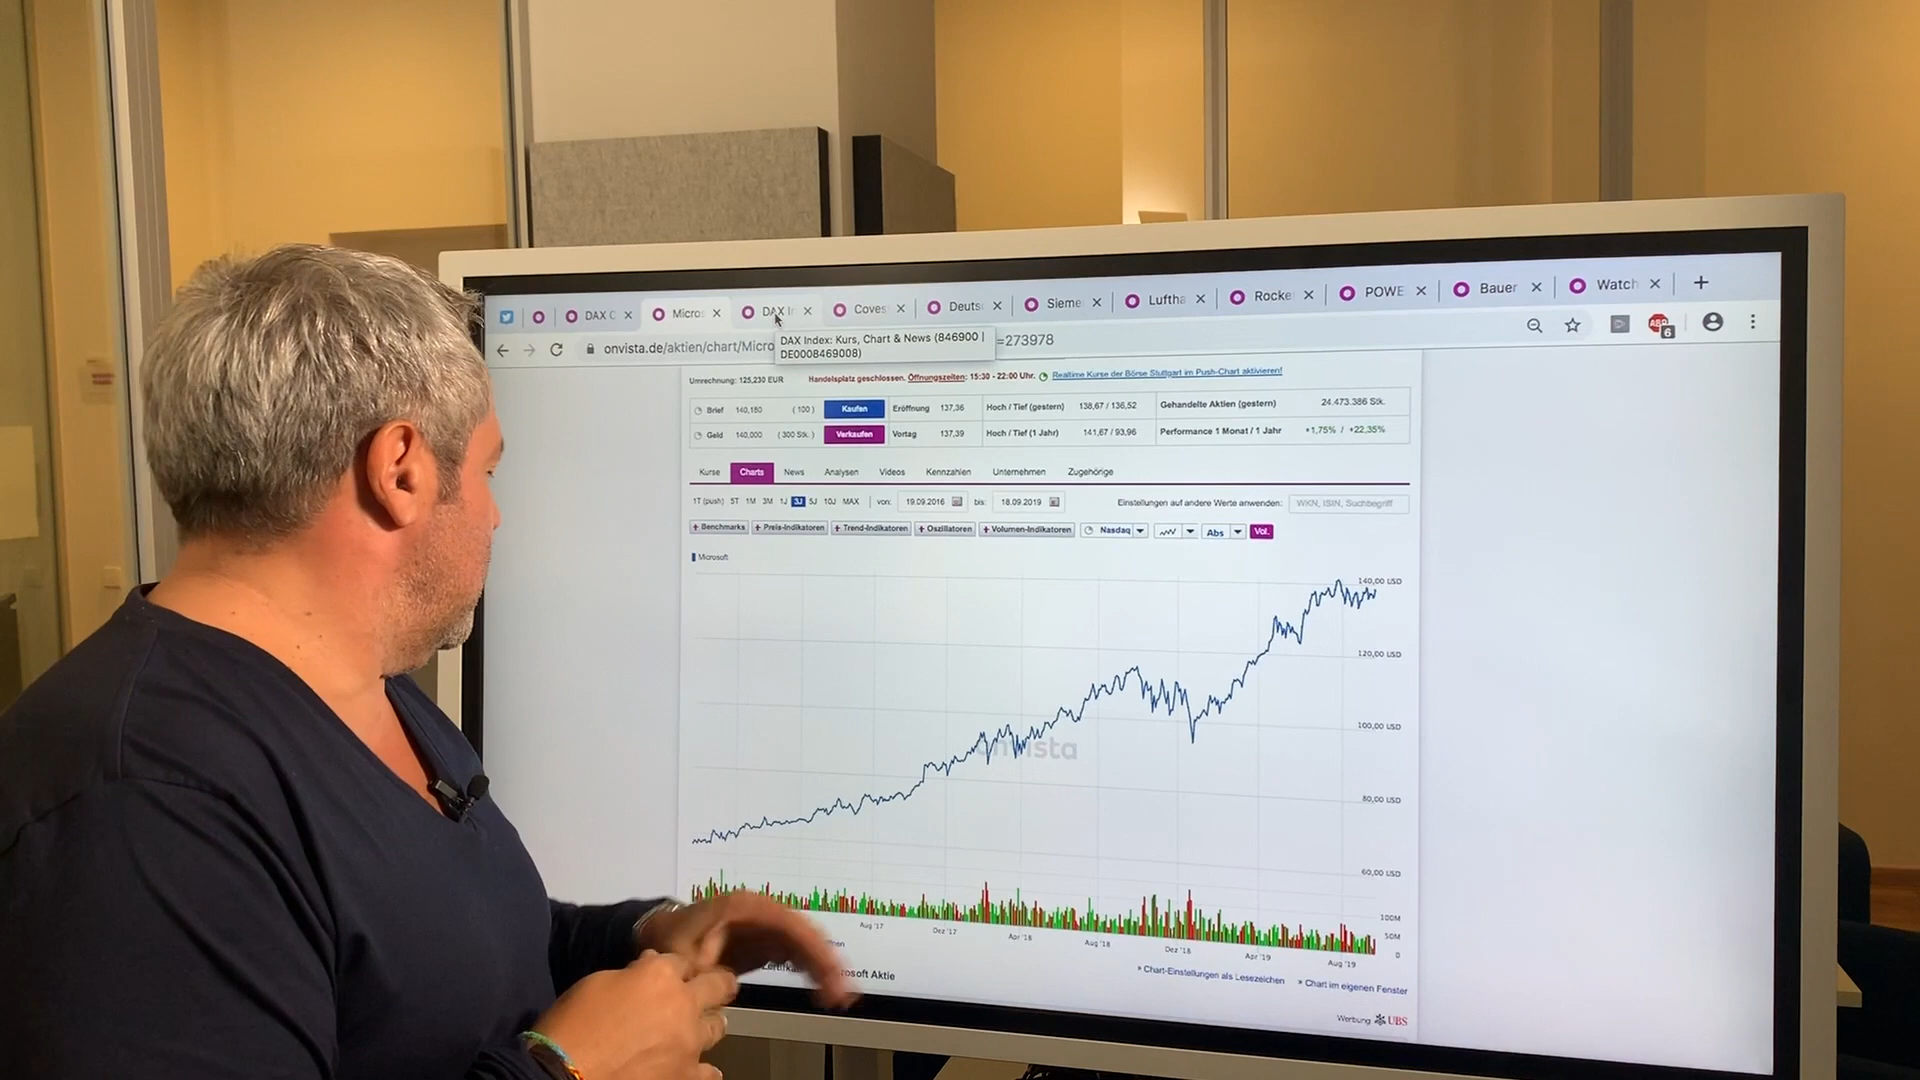 DAX
Micros
DAX I
Coves
Deuts
Sieme
Luftha
Rocke
POWE
Bauer
Watch
onvista.de/aktien/chart/Micro
=273978
ABP
6
DAX Index: Kurs, Chart & News (846900 |
DE0008469008)
Umrechnung: 125,230 EUR
Handelsplatz geschlossen. Öffnungszeiten: 15:30 - 22:00 Uhr.
Realtime Kurse der Börse Stuttgart im Push-Chart aktivieren!
Brief 140,180 (100) Kaufen Eröffnung 137,36 Hoch / Tief (gestern) 138,67 / 136,52 Gehandelte Aktien (gestern) 24.473.386 Stk.
Geld 140,000 (300 Stk.) Verkaufen Vortag 137,39 Hoch / Tief (1 Jahr) 141,67 / 93,96 Performance 1 Monat / 1 Jahr +1,75% / +22,35%
Kurse Charts News Analysen Videos Kennzahlen Unternehmen Zugehörige
1T (push) 5T 1M 3M 1J 3J 5J 10J MAX von: 19.09.2016 bis: 18.09.2019 Einstellungen auf andere Werte anwenden: WKN, ISIN, Suchbegriff
+ Benchmarks + Preis-Indikatoren + Trend-Indikatoren + Oszillatoren + Volumen-Indikatoren Nasdaq Abs Vol.
Microsoft
140,00 USD
120,00 USD
100,00 USD
onvista
80,00 USD
60,00 USD
100M
50M
0
Aug '17 Dez '17 Apr '18 Aug '18 Dez '18 Apr '19 Aug '19
osoft Aktie
» Chart-Einstellungen als Lesezeichen » Chart im eigenen Fenster
Werbung UBS